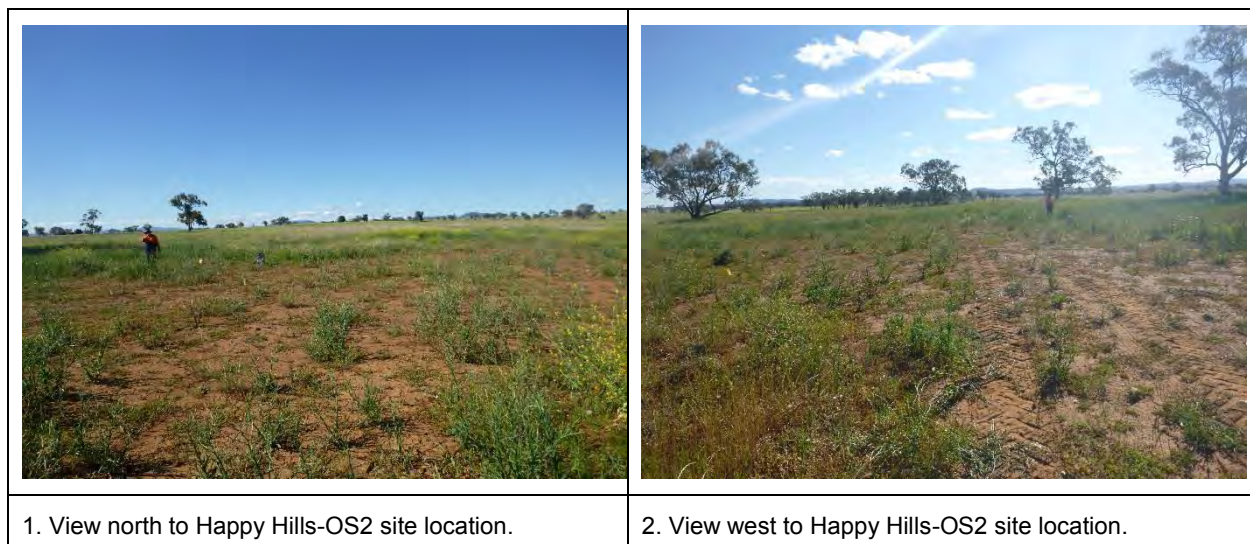 1. View north to Happy Hills-OS2 site location.
2. View west to Happy Hills-OS2 site location.